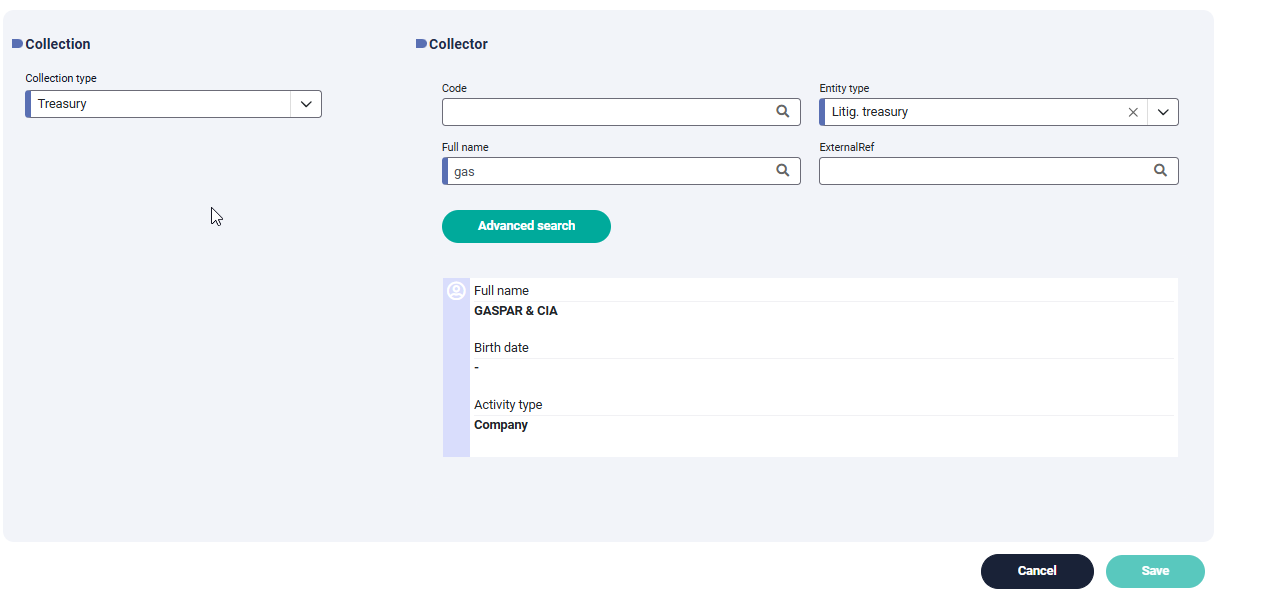 Collection
Collection type
Treasury
Collector
Code
Entity type
Litig. treasury
Full name
gas
ExternalRef
Advanced search
Full name
GASPAR & CIA
Birth date
-
Activity type
Company
Cancel
Save